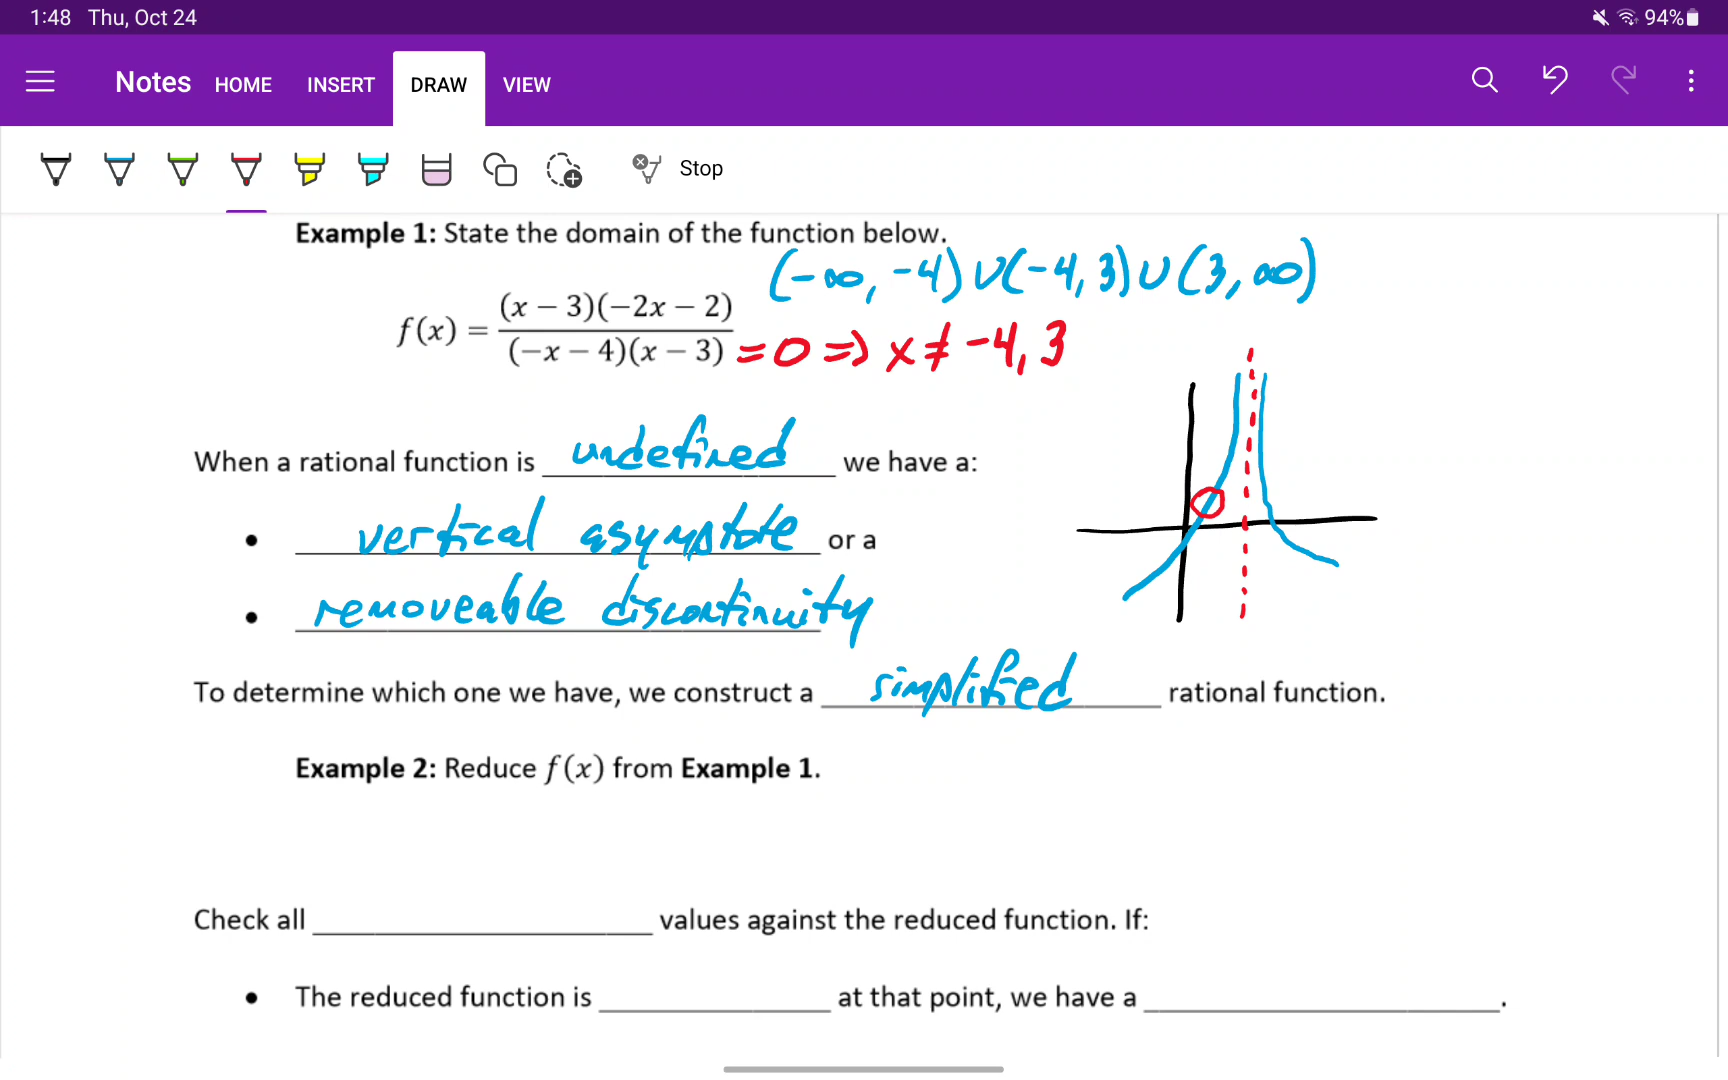 1:48 Thu, Oct 24 94%
Notes HOME INSERT DRAW VIEW
Stop
Example 1: State the domain of the function below.
(-∞, -4) ∪ (-4, 3) ∪ (3, ∞)
f(x) = (x − 3)(−2x − 2) / (−x − 4)(x − 3) = 0 ⇒ x ≠ -4, 3
When a rational function is undefined we have a:
• vertical asymptote or a
• removeable discontinuity
To determine which one we have, we construct a simplified rational function.
Example 2: Reduce f(x) from Example 1.
Check all ____________ values against the reduced function. If:
• The reduced function is ____________ at that point, we have a ____________.